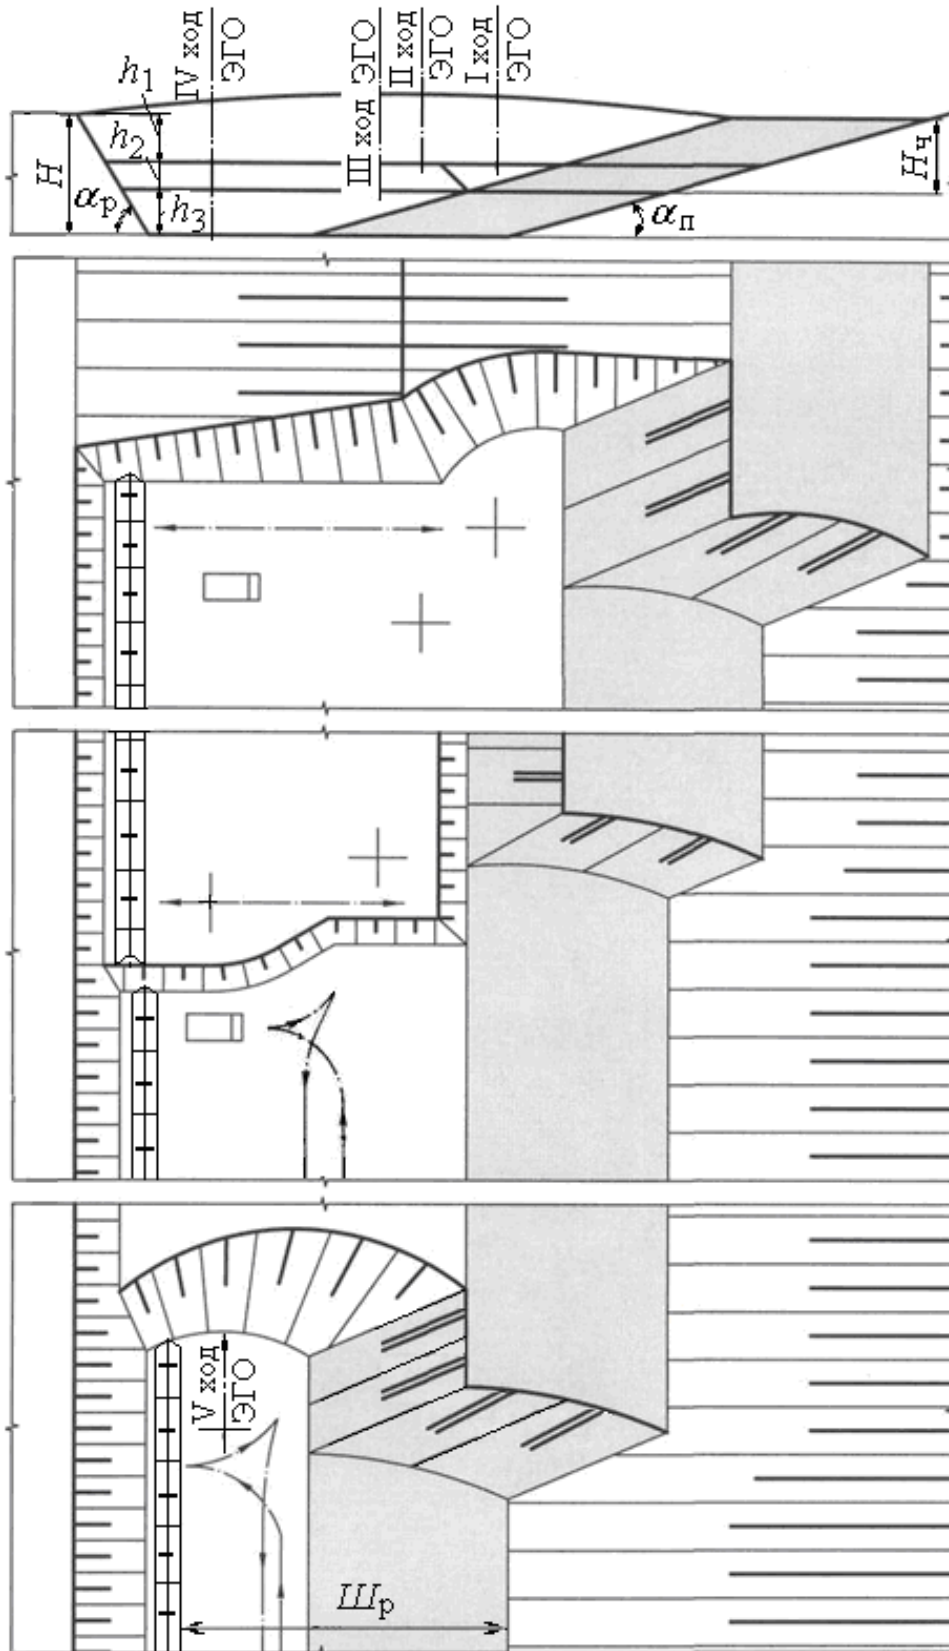 IV ход
ЭГО
III ход ЭГО
II ход
ЭГО
I ход
ЭГО
h1
h2
h3
H
αр
αп
Hч
V ход
ЭГО
Шр